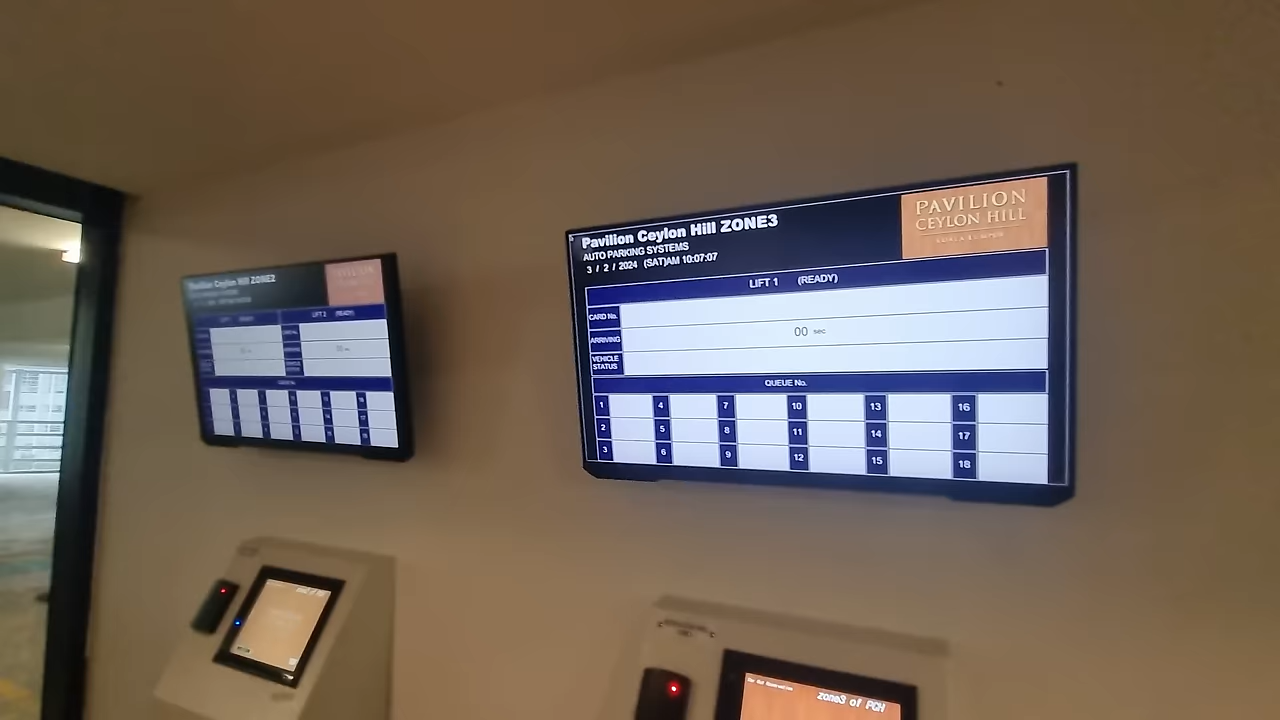 Pavilion Ceylon Hill ZONE3
AUTO PARKING SYSTEMS
3 / 2 / 2024 (SAT)AM 10:07:07
PAVILION
CEYLON HILL
KUALA LUMPUR
LIFT 1 (READY)
CARD No.
ARRIVING
00 sec
VEHICLE
STATUS
QUEUE No.
1 4 7 10 13 16
2 5 8 11 14 17
3 6 9 12 15 18
Pavilion Ceylon Hill ZONE2
LIFT 2 (READY)
zone3 of PCH